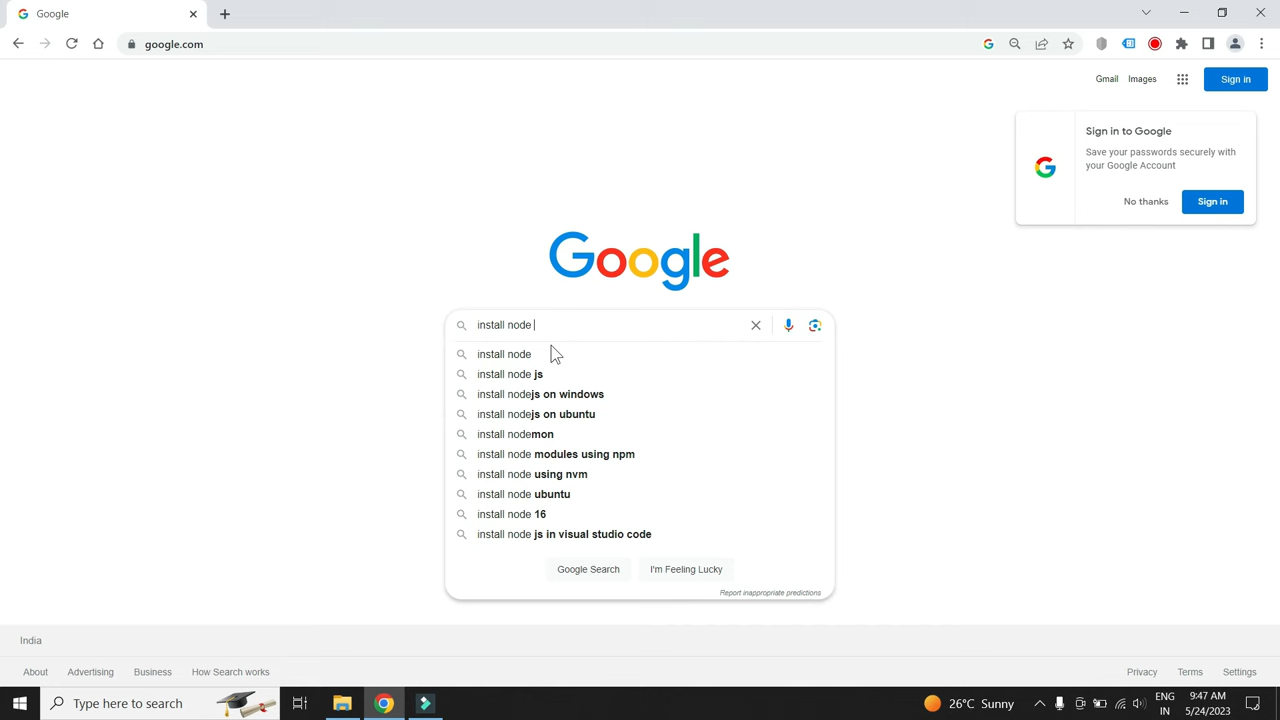 Google
google.com
Gmail
Images
Sign in
Sign in to Google
Save your passwords securely with
your Google Account
No thanks
Sign in
Google
install node
install node
install node js
install nodejs on windows
install nodejs on ubuntu
install nodemon
install node modules using npm
install node using nvm
install node ubuntu
install node 16
install node js in visual studio code
Google Search
I'm Feeling Lucky
Report inappropriate predictions
India
About
Advertising
Business
How Search works
Privacy
Terms
Settings
Type here to search
26°C Sunny
ENG
IN
9:47 AM
5/24/2023